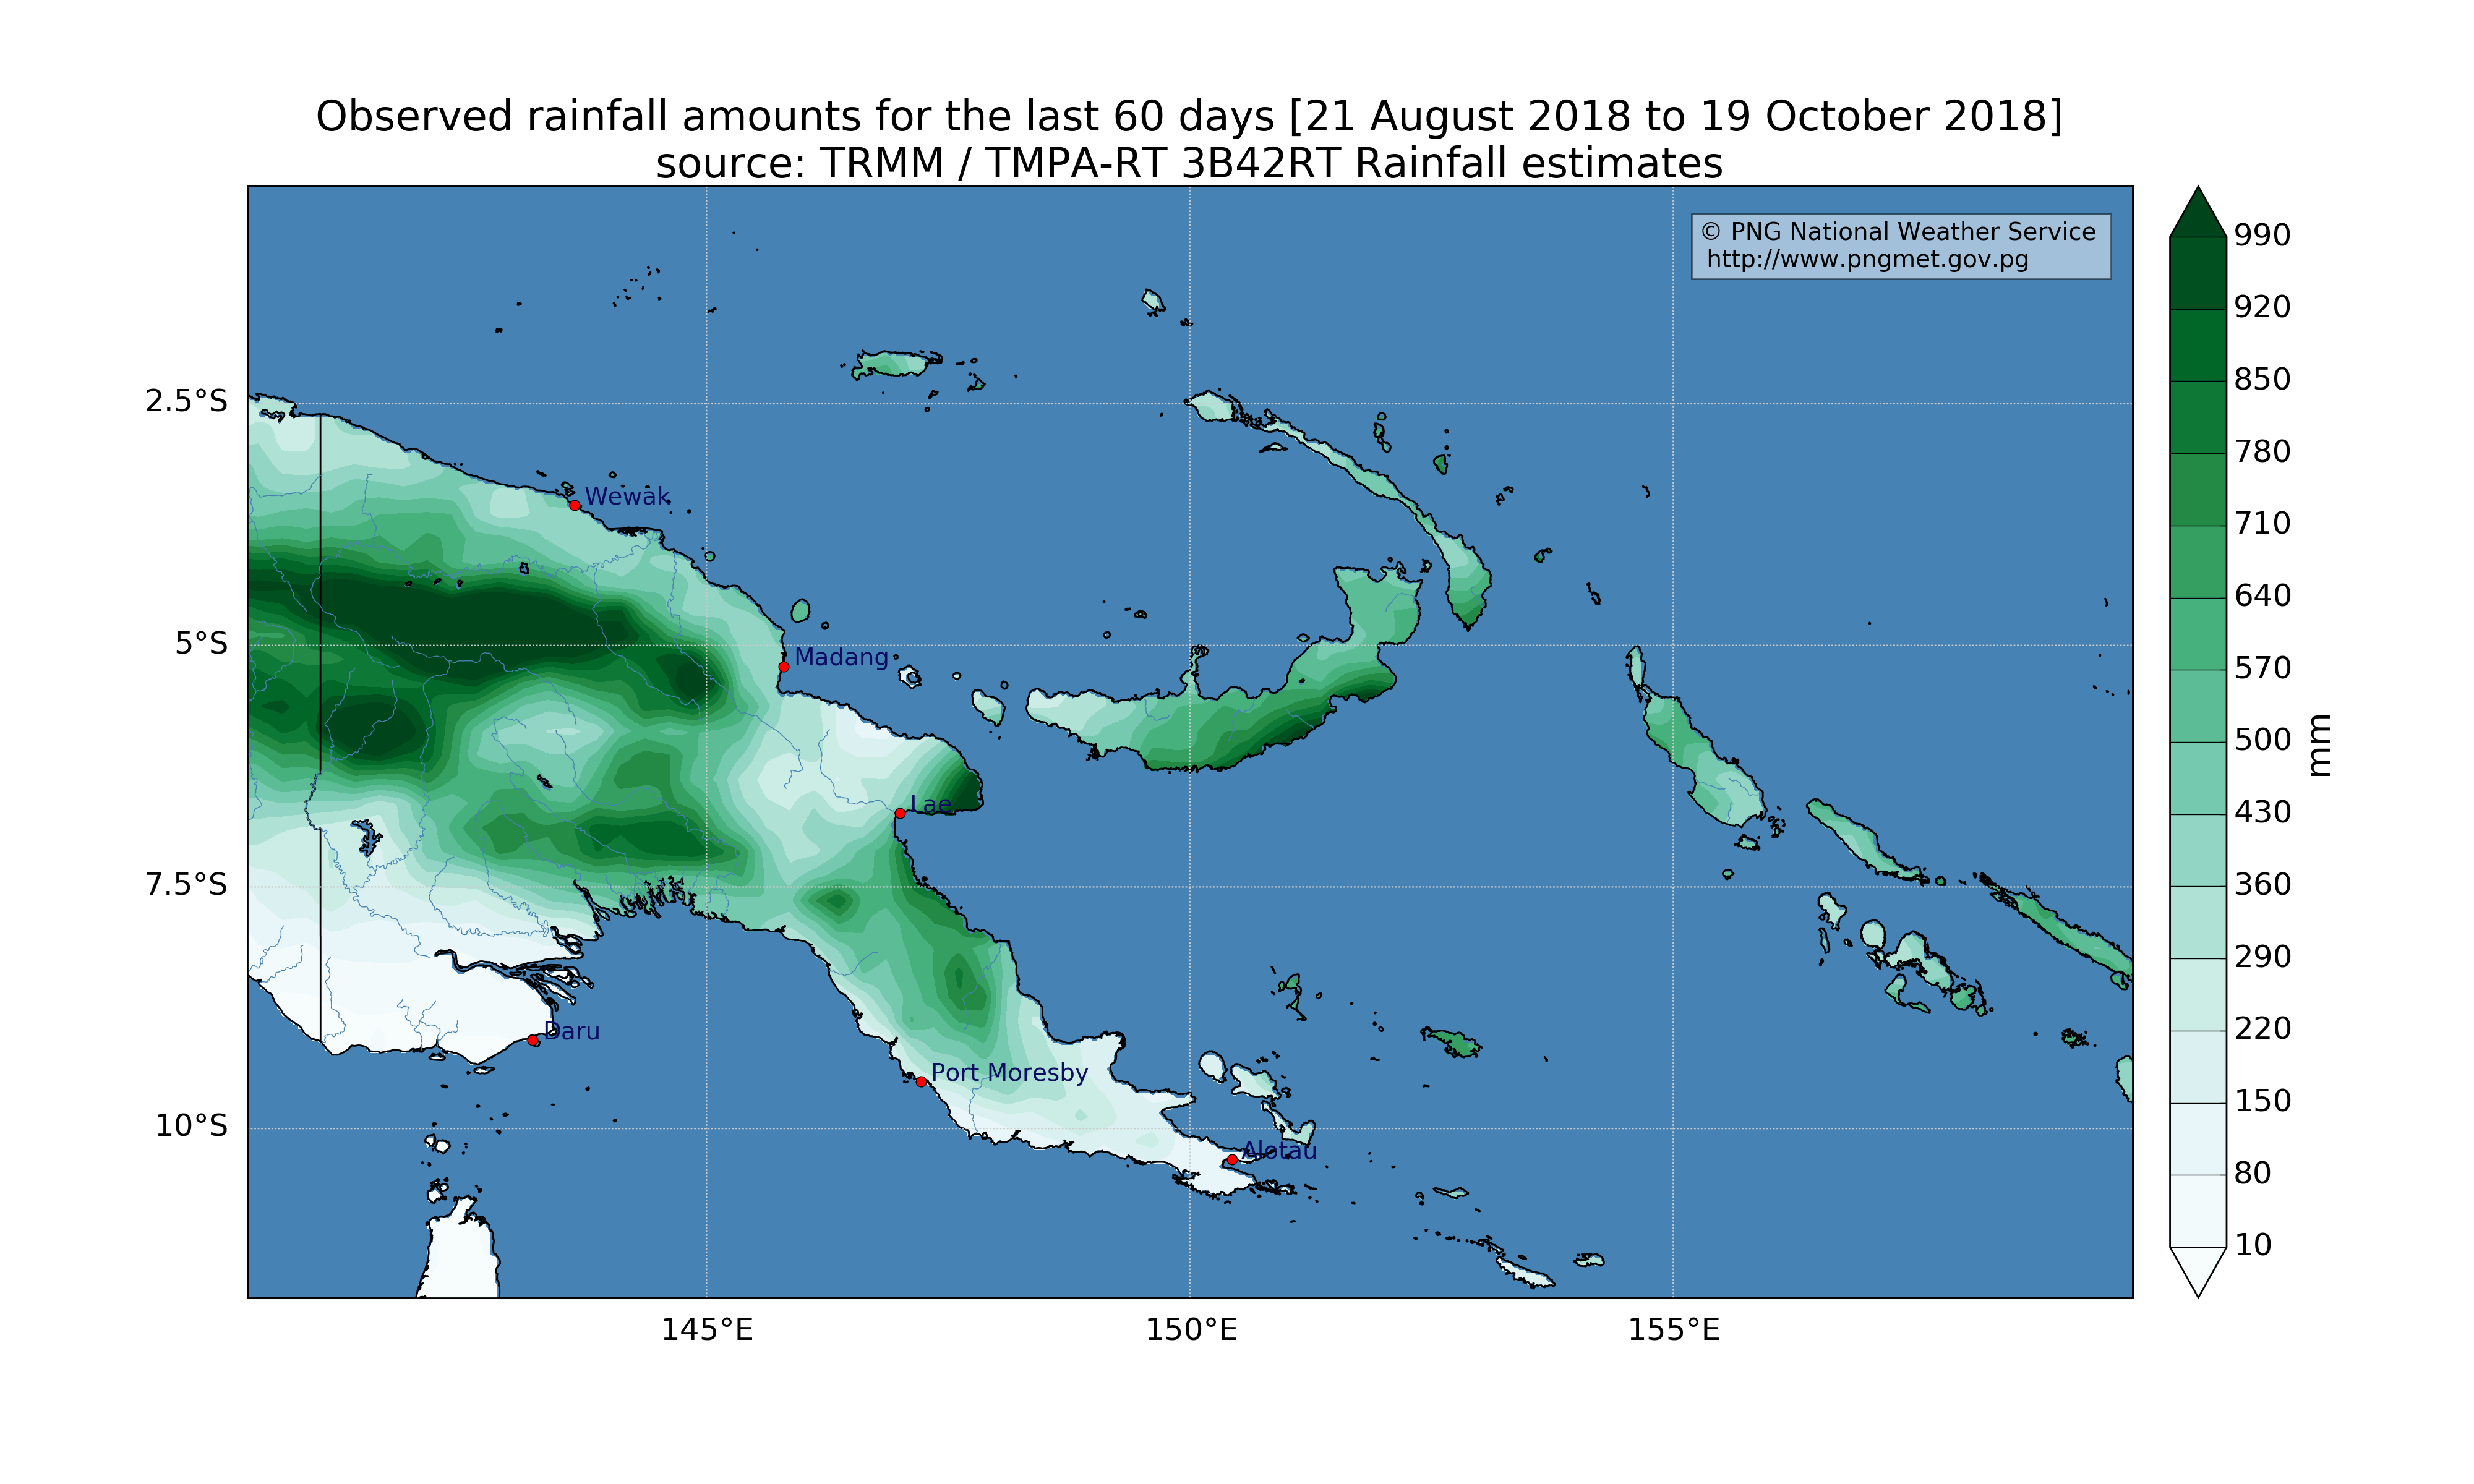 Observed rainfall amounts for the last 60 days [21 August 2018 to 19 October 2018]
source: TRMM / TMPA-RT 3B42RT Rainfall estimates
© PNG National Weather Service
http://www.pngmet.gov.pg
990
920
850
780
710
640
570
500
430
360
290
220
150
80
10
mm
2.5°S
5°S
7.5°S
10°S
Wewak
Madang
Lae
Daru
Port Moresby
Alotau
145°E
150°E
155°E